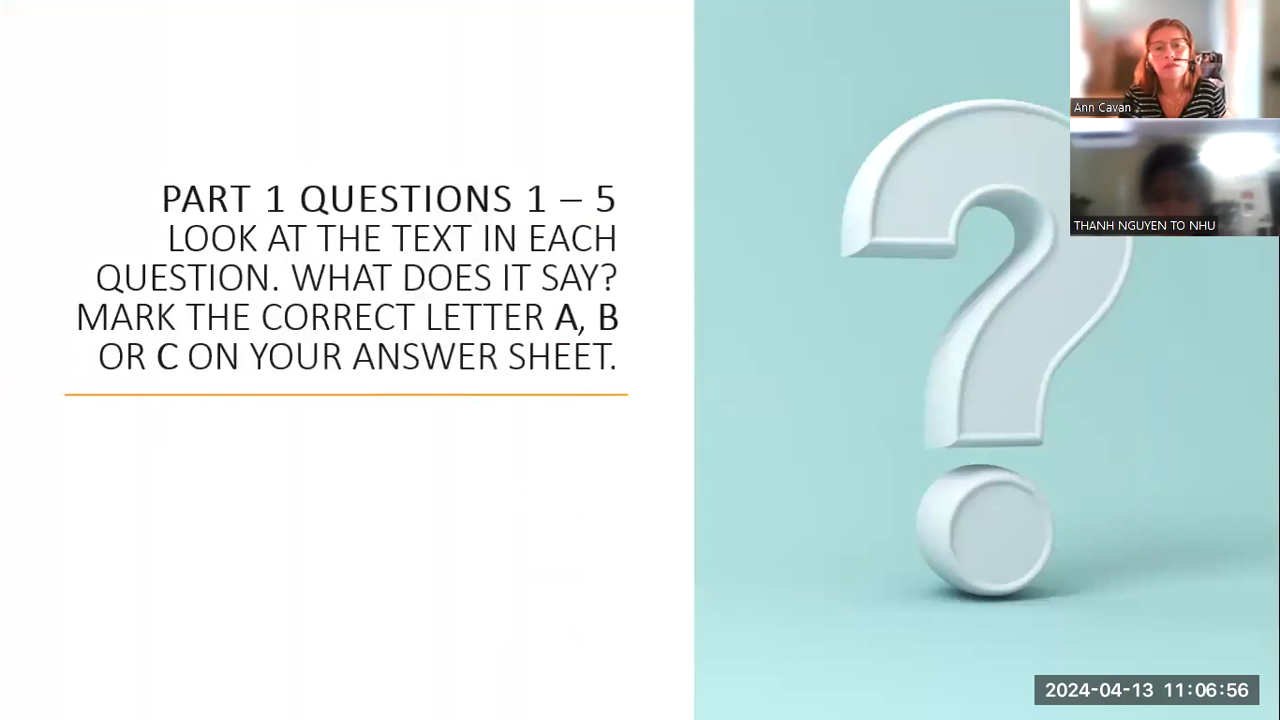 PART 1 QUESTIONS 1 – 5
LOOK AT THE TEXT IN EACH
QUESTION. WHAT DOES IT SAY?
MARK THE CORRECT LETTER A, B
OR C ON YOUR ANSWER SHEET.
Ann Cavan
THANH NGUYEN TO NHU
2024-04-13 11:06:56